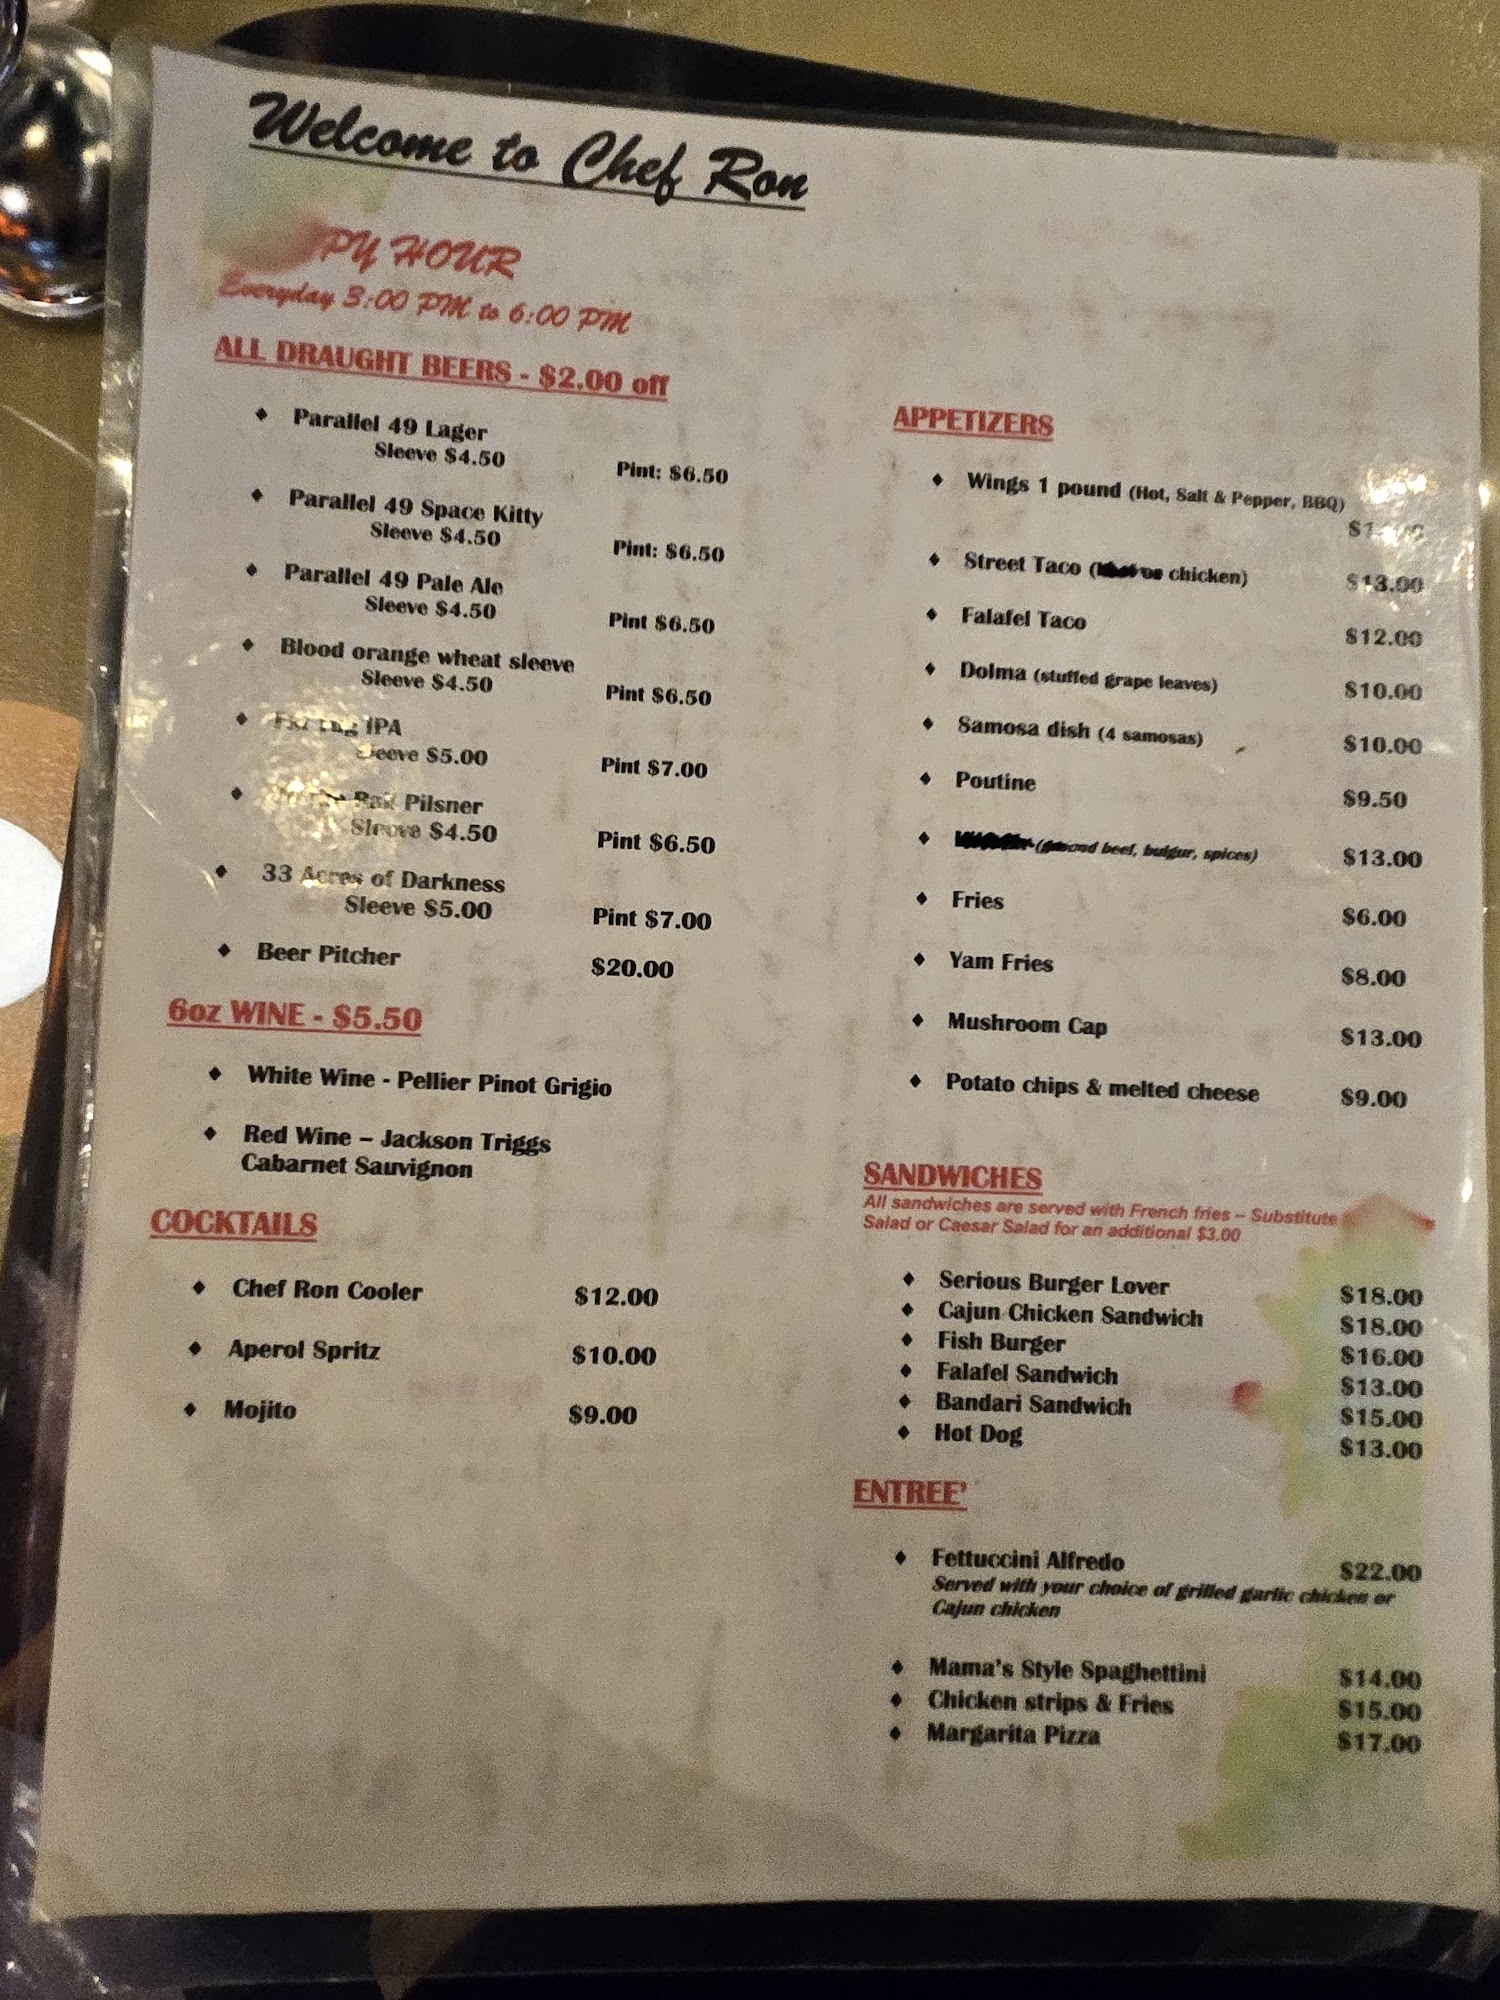 Welcome to Chef Ron
PY HOUR
Everyday 3:00 PM to 6:00 PM
ALL DRAUGHT BEERS - $2.00 off
Parallel 49 Lager
Sleeve $4.50 Pint: $6.50
Parallel 49 Space Kitty
Sleeve $4.50 Pint: $6.50
Parallel 49 Pale Ale
Sleeve $4.50 Pint $6.50
Blood orange wheat sleeve
Sleeve $4.50 Pint $6.50
IPA
Sleeve $5.00 Pint $7.00
Pilsner
Sleeve $4.50 Pint $6.50
33 Acres of Darkness
Sleeve $5.00 Pint $7.00
Beer Pitcher $20.00
6oz WINE - $5.50
White Wine - Pellier Pinot Grigio
Red Wine – Jackson Triggs
Cabarnet Sauvignon
COCKTAILS
Chef Ron Cooler $12.00
Aperol Spritz $10.00
Mojito $9.00
APPETIZERS
Wings 1 pound (Hot, Salt & Pepper, BBQ)
Street Taco ( chicken) $13.00
Falafel Taco $12.00
Dolma (stuffed grape leaves) $10.00
Samosa dish (4 samosas) $10.00
Poutine $9.50
beef, bulgur, spices) $13.00
Fries $6.00
Yam Fries $8.00
Mushroom Cap $13.00
Potato chips & melted cheese $9.00
SANDWICHES
All sandwiches are served with French fries – Substitute
Salad or Caesar Salad for an additional $3.00
Serious Burger Lover $18.00
Cajun Chicken Sandwich $18.00
Fish Burger $16.00
Falafel Sandwich $13.00
Bandari Sandwich $15.00
Hot Dog $13.00
ENTREE'
Fettuccini Alfredo $22.00
Served with your choice of grilled garlic chicken or
Cajun chicken
Mama's Style Spaghettini $14.00
Chicken strips & Fries $15.00
Margarita Pizza $17.00